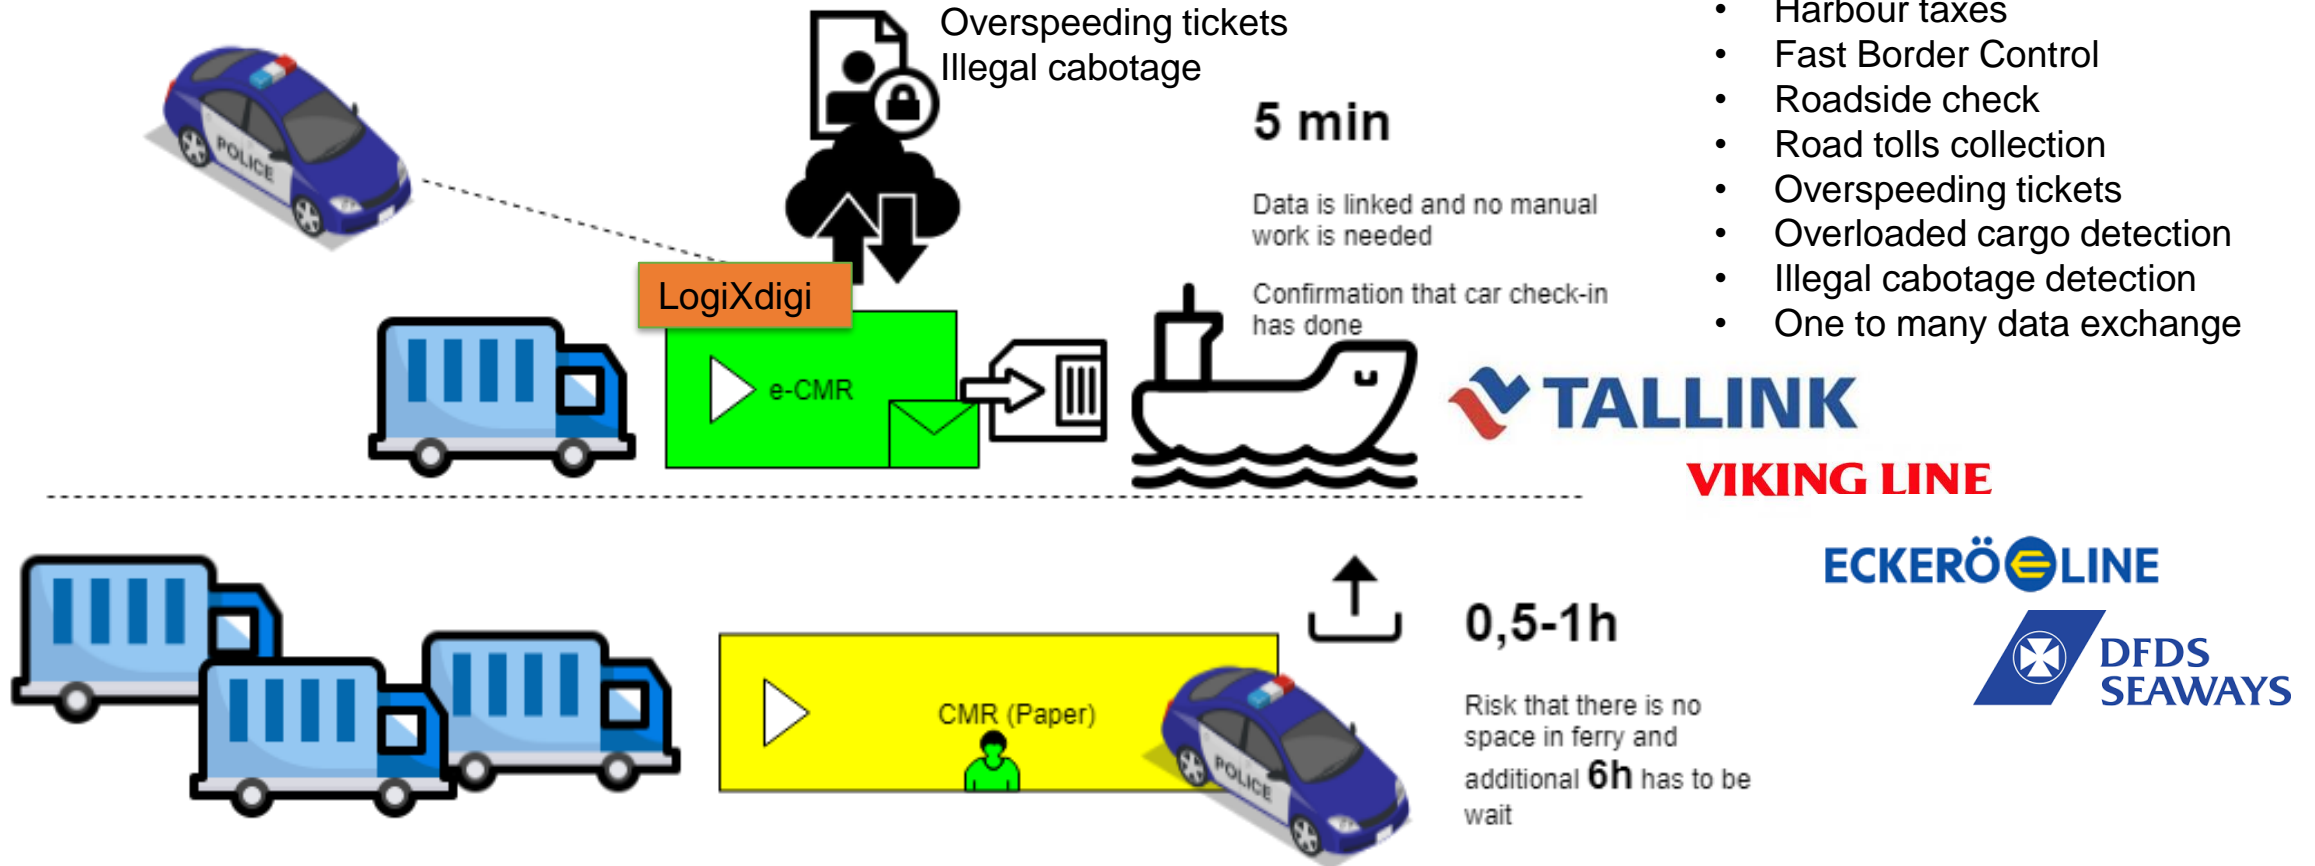 Overspeeding tickets
Illegal cabotage
• Harbour taxes
• Fast Border Control
• Roadside check
• Road tolls collection
• Overspeeding tickets
• Overloaded cargo detection
• Illegal cabotage detection
• One to many data exchange
POLICE
5 min
Data is linked and no manual
work is needed
Confirmation that car check-in
has done
LogiXdigi
e-CMR
TALLINK
VIKING LINE
ECKERÖ LINE
DFDS
SEAWAYS
CMR (Paper)
POLICE
0,5-1h
Risk that there is no
space in ferry and
additional 6h has to be
wait